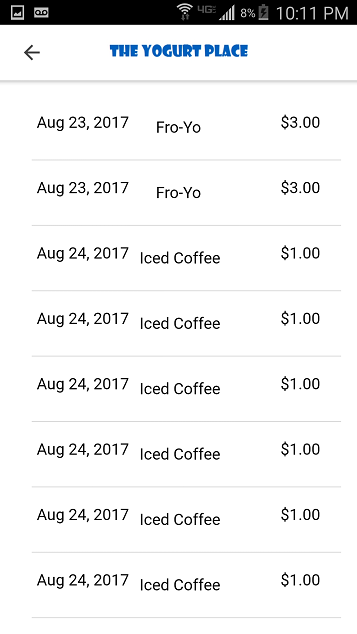 4G 8% 10:11 PM
THE YOGURT PLACE
Aug 23, 2017 Fro-Yo $3.00
Aug 23, 2017 Fro-Yo $3.00
Aug 24, 2017 Iced Coffee $1.00
Aug 24, 2017 Iced Coffee $1.00
Aug 24, 2017 Iced Coffee $1.00
Aug 24, 2017 Iced Coffee $1.00
Aug 24, 2017 Iced Coffee $1.00
Aug 24, 2017 Iced Coffee $1.00